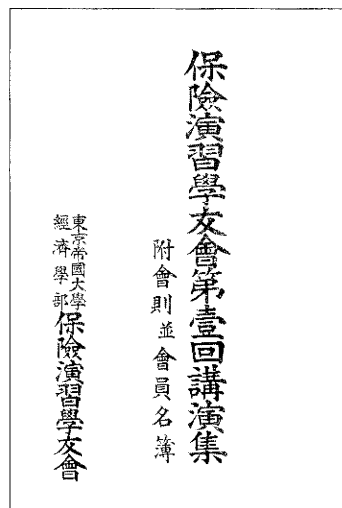 保險演習學友會第壹回講演集
附會則並會員名簿
東京帝國大學
經濟學部
保險演習學友會